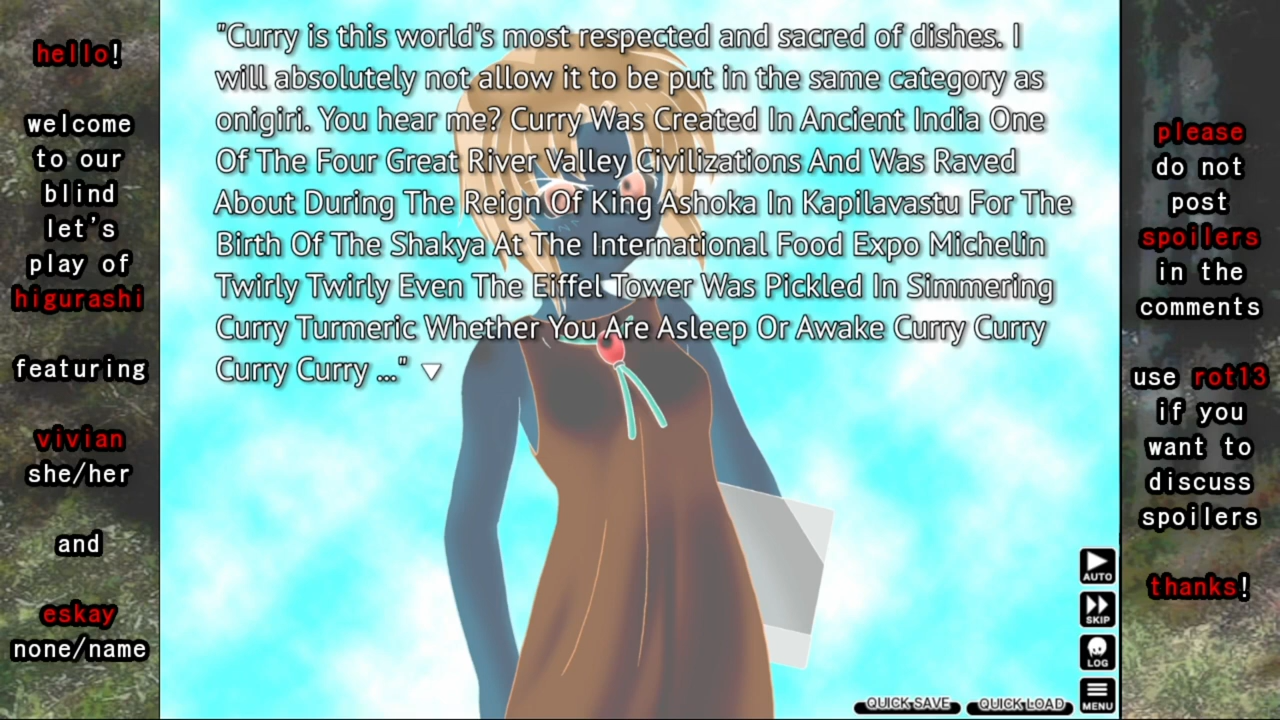 hello!
welcome
to our
blind
let's
play of
higurashi
featuring
vivian
she/her
and
eskay
none/name
"Curry is this world's most respected and sacred of dishes. I
will absolutely not allow it to be put in the same category as
onigiri. You hear me? Curry Was Created In Ancient India One
Of The Four Great River Valley Civilizations And Was Raved
About During The Reign Of King Ashoka In Kapilavastu For The
Birth Of The Shakya At The International Food Expo Michelin
Twirly Twirly Even The Eiffel Tower Was Pickled In Simmering
Curry Turmeric Whether You Are Asleep Or Awake Curry Curry
Curry Curry ..."
please
do not
post
spoilers
in the
comments
use rot13
if you
want to
discuss
spoilers
thanks!
AUTO
SKIP
LOG
MENU
QUICK SAVE
QUICK LOAD